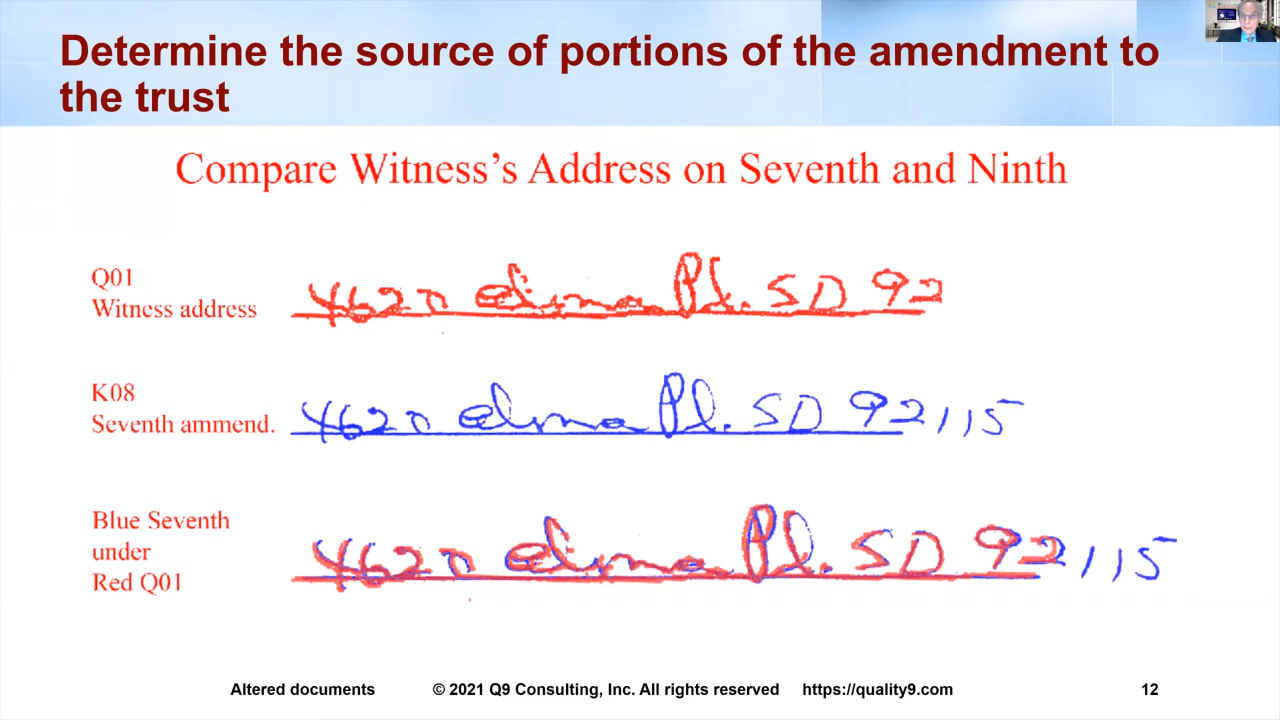 Determine the source of portions of the amendment to
the trust
Compare Witness's Address on Seventh and Ninth
Q01
Witness address
4620 alma Pl. SD 92
K08
Seventh ammend.
4620 alma Pl. SD 92115
Blue Seventh
under
Red Q01
4620 alma Pl. SD 92115
Altered documents © 2021 Q9 Consulting, Inc. All rights reserved https://quality9.com 12